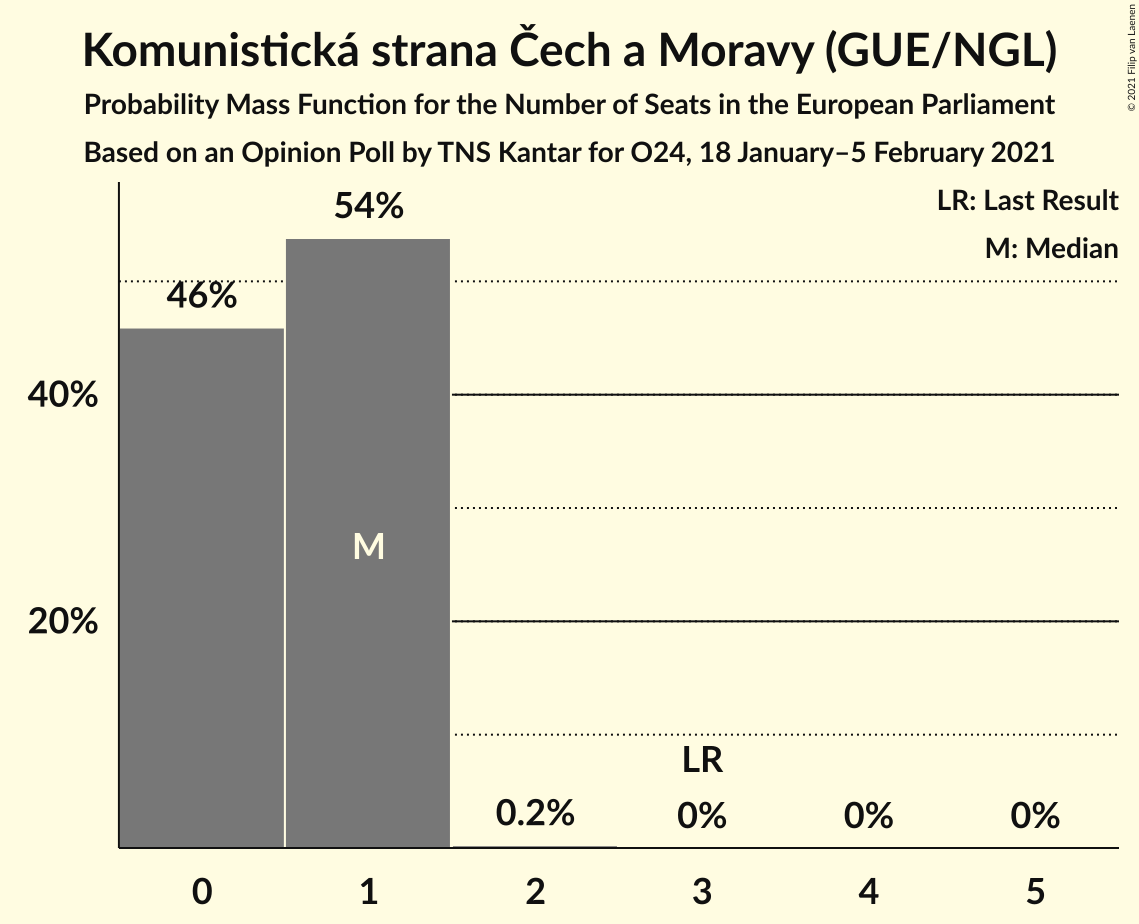 Komunistická strana Čech a Moravy (GUE/NGL)
Probability Mass Function for the Number of Seats in the European Parliament
Based on an Opinion Poll by TNS Kantar for O24, 18 January–5 February 2021
© 2021 Filip van Laenen
LR: Last Result
M: Median
54%
46%
40%
M
20%
LR
0.2%
0%
0%
0%
0
1
2
3
4
5